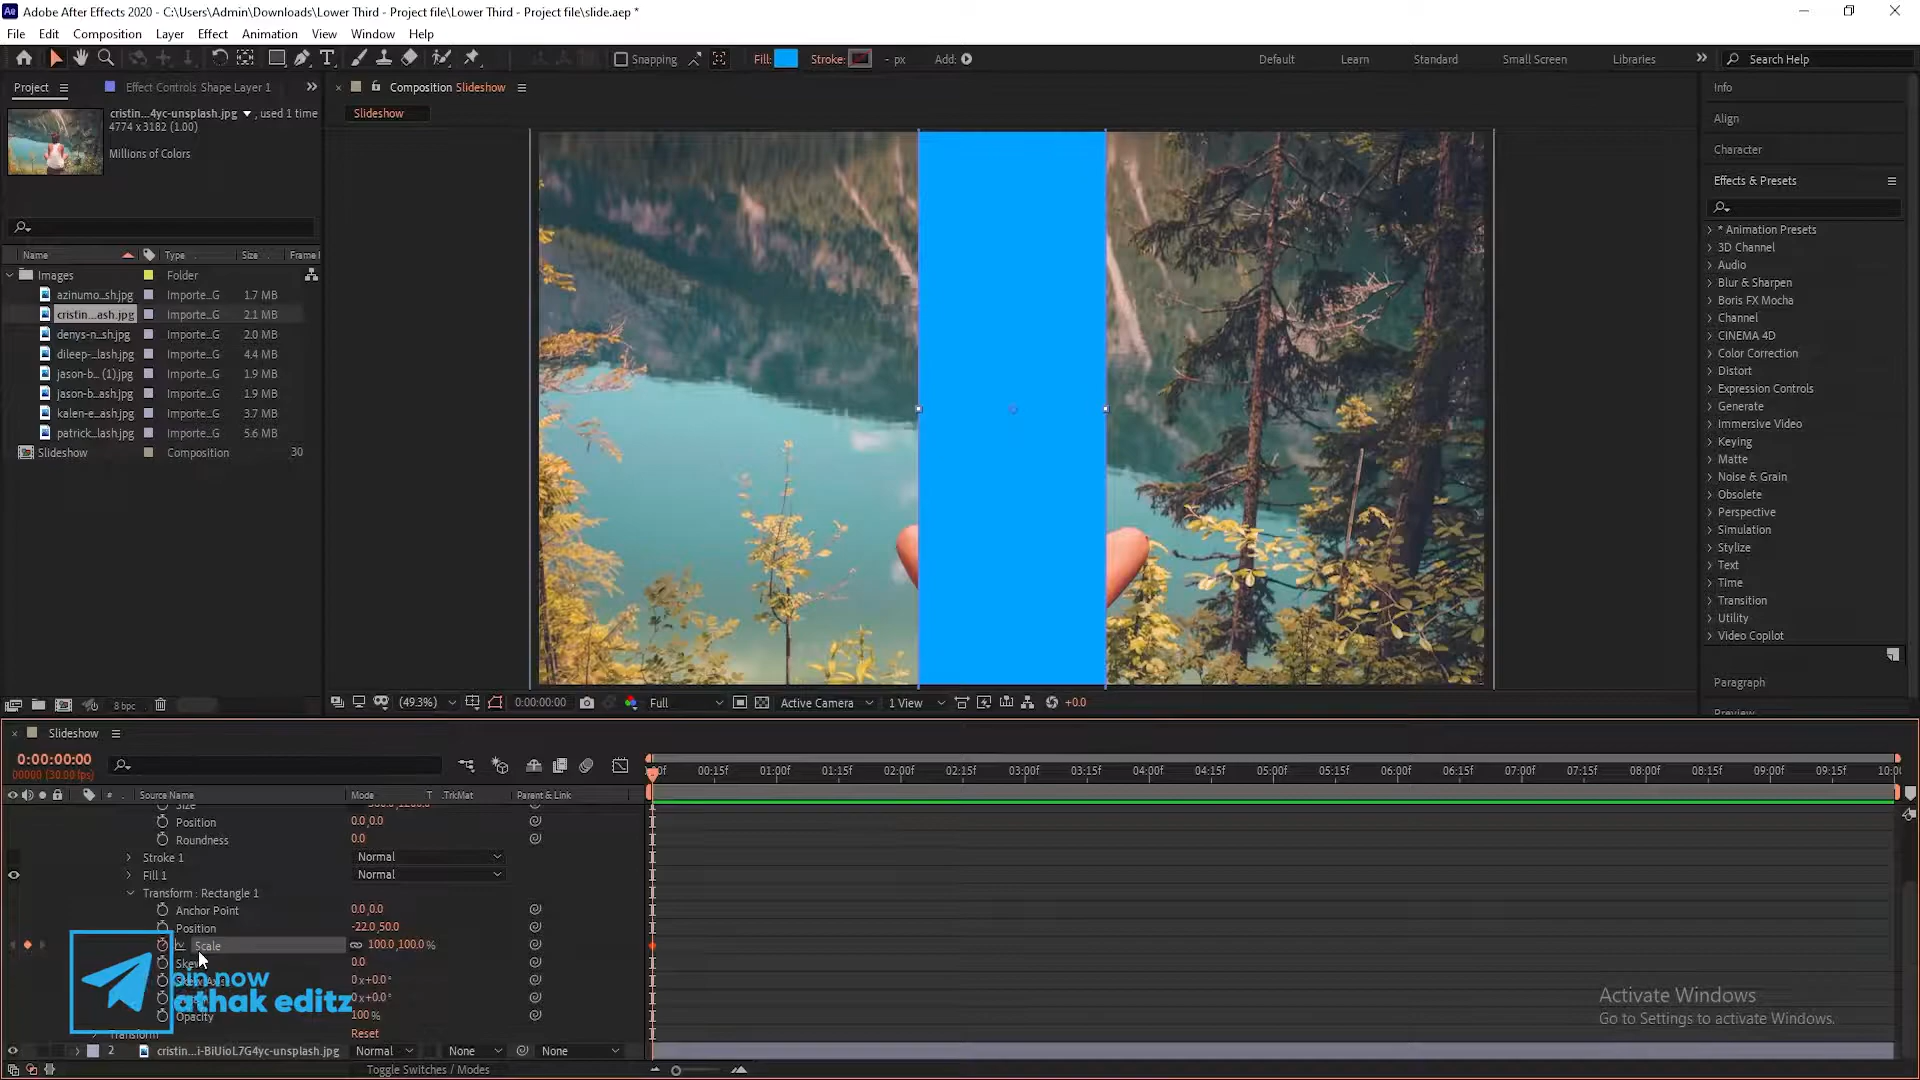 Adobe After Effects 2020 - C:\Users\Admin\Downloads\Lower Third - Project file\Lower Third - Project file\slide.aep *
File Edit Composition Layer Effect Animation View Window Help
Snapping Fill: Stroke: - px Add: Default Learn Standard Small Screen Libraries Search Help
Project Effect Controls Shape Layer 1
cristin...4yc-unsplash.jpg , used 1 time
4774 x 3182 (1.00)
Millions of Colors
Name Type Size Frame
Images Folder
azinumo...sh.jpg Importe...G 1.7 MB
cristin...ash.jpg Importe...G 2.1 MB
denys-n...sh.jpg Importe...G 2.0 MB
dileep-...lash.jpg Importe...G 4.4 MB
jason-b... (1).jpg Importe...G 1.9 MB
jason-b...ash.jpg Importe...G 1.9 MB
kalen-e...ash.jpg Importe...G 3.7 MB
patrick...lash.jpg Importe...G 5.6 MB
Slideshow Composition 30
8 bpc
Composition Slideshow
Slideshow
(49.3%) 0:00:00:00 Full Active Camera 1 View +0.0
Info
Align
Character
Effects & Presets
* Animation Presets
3D Channel
Audio
Blur & Sharpen
Boris FX Mocha
Channel
CINEMA 4D
Color Correction
Distort
Expression Controls
Generate
Immersive Video
Keying
Matte
Noise & Grain
Obsolete
Perspective
Simulation
Stylize
Text
Time
Transition
Utility
Video Copilot
Paragraph
Preview
Slideshow
0:00:00:00
00000 (30.00 fps)
00:15f 01:00f 01:15f 02:00f 02:15f 03:00f 03:15f 04:00f 04:15f 05:00f 05:15f 06:00f 06:15f 07:00f 07:15f 08:00f 08:15f 09:00f 09:15f 10:0
# Source Name Mode T .TrkMat Parent & Link
Size
Position 0.0,0.0
Roundness 0.0
Stroke 1 Normal
Fill 1 Normal
Transform : Rectangle 1
Anchor Point 0.0,0.0
Position -22.0,50.0
Scale 100.0,100.0 %
Skew 0.0
0 x +0.0°
0 x +0.0°
Opacity 100 %
Transform Reset
2 cristin...i-BiUioL7G4yc-unsplash.jpg Normal None None
Toggle Switches / Modes
oin now
athak editz
Activate Windows
Go to Settings to activate Windows.